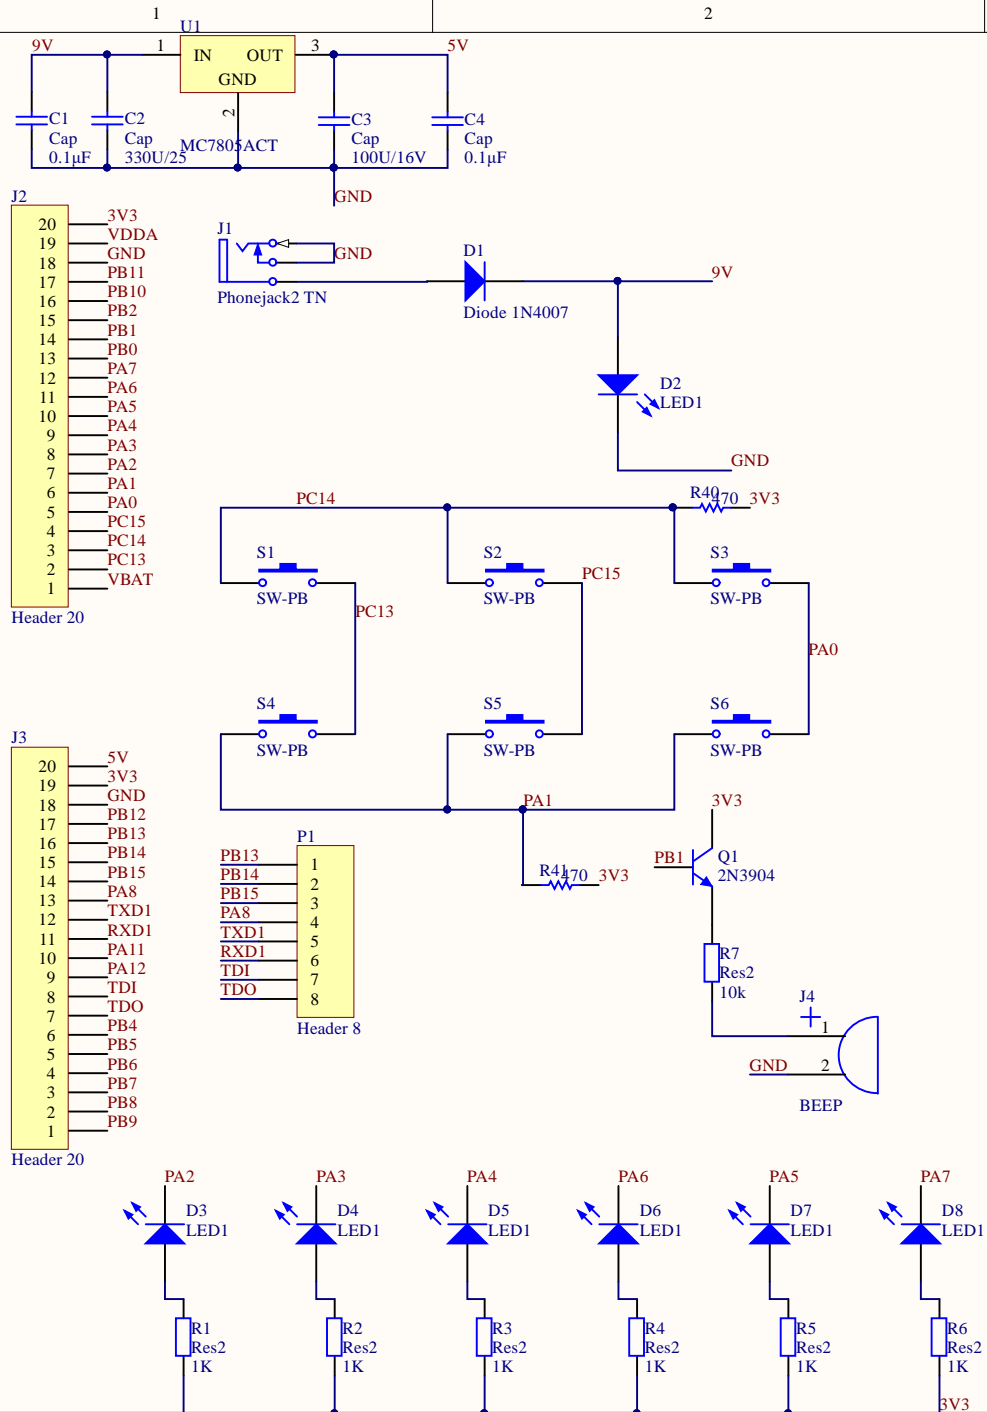 1 2
U1
9V 1 IN OUT 3 5V
GND
2
C1 C2 C3 C4
Cap Cap MC7805ACT Cap Cap
0.1μF 330U/25 100U/16V 0.1μF
GND
J2
20 3V3
19 VDDA
18 GND
17 PB11
16 PB10
15 PB2
14 PB1
13 PB0
12 PA7
11 PA6
10 PA5
9 PA4
8 PA3
7 PA2
6 PA1
5 PA0
4 PC15
3 PC14
2 PC13
1 VBAT
Header 20
J1
GND
Phonejack2 TN
D1
Diode 1N4007
9V
D2
LED1
GND
PC14 R40 470 3V3
S1 S2 S3
SW-PB SW-PB SW-PB
PC13 PC15 PA0
S4 S5 S6
SW-PB SW-PB SW-PB
PA1
R41 470 3V3
J3
20 5V
19 3V3
18 GND
17 PB12
16 PB13
15 PB14
14 PB15
13 PA8
12 TXD1
11 RXD1
10 PA11
9 PA12
8 TDI
7 TDO
6 PB4
5 PB5
4 PB6
3 PB7
2 PB8
1 PB9
Header 20
P1
PB13 1
PB14 2
PB15 3
PA8 4
TXD1 5
RXD1 6
TDI 7
TDO 8
Header 8
3V3
PB1 Q1
2N3904
R7
Res2
10k
J4
+ 1
GND 2
BEEP
PA2 PA3 PA4 PA6 PA5 PA7
D3 D4 D5 D6 D7 D8
LED1 LED1 LED1 LED1 LED1 LED1
R1 R2 R3 R4 R5 R6
Res2 Res2 Res2 Res2 Res2 Res2
1K 1K 1K 1K 1K 1K
3V3